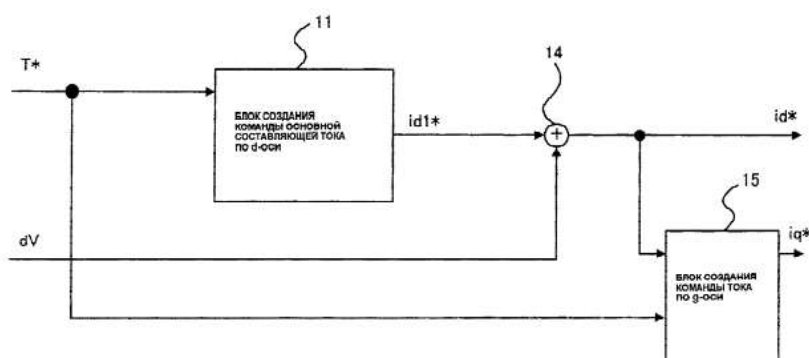 11
T*
14
БЛОК СОЗДАНИЯ
КОМАНДЫ ОСНОВНОЙ
СОСТАВЛЯЮЩЕЙ ТОКА
ПО d-ОСИ
id1*
+
id*
15
dV
iq*
БЛОК СОЗДАНИЯ
КОМАНДЫ ТОКА
ПО g-ОСИ